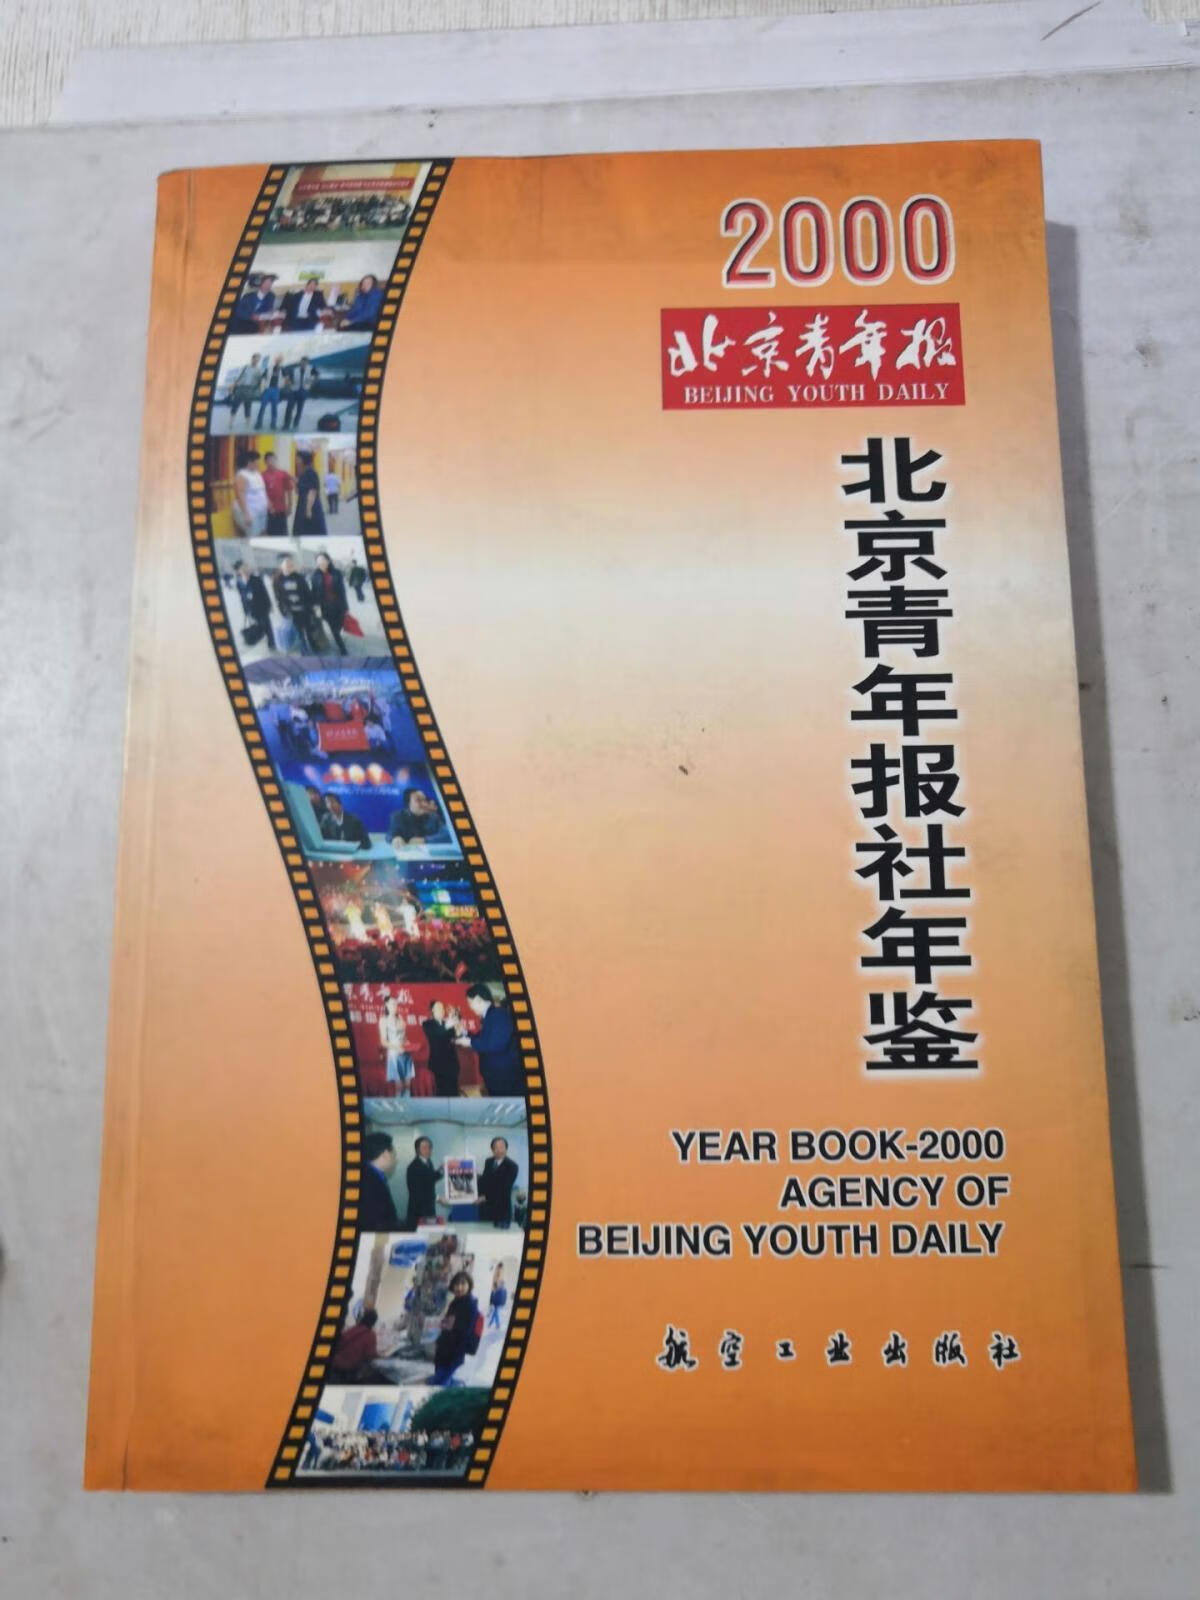 2000
北京青年报
BEIJING YOUTH DAILY
北京青年报社年鉴
YEAR BOOK-2000
AGENCY OF
BEIJING YOUTH DAILY
航空工业出版社